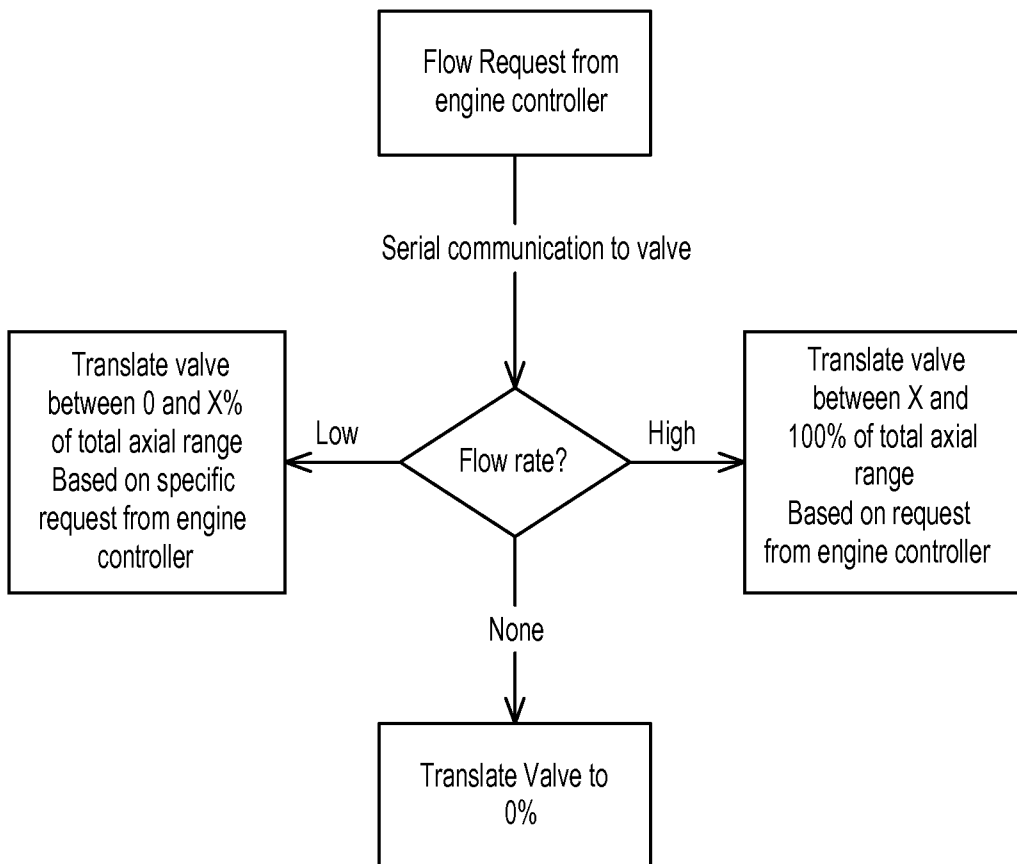 Flow Request from
engine controller
Serial communication to valve
Translate valve
between 0 and X%
of total axial range
Based on specific
request from engine
controller
Low
Flow rate?
High
Translate valve
between X and
100% of total axial
range
Based on request
from engine controller
None
Translate Valve to
0%